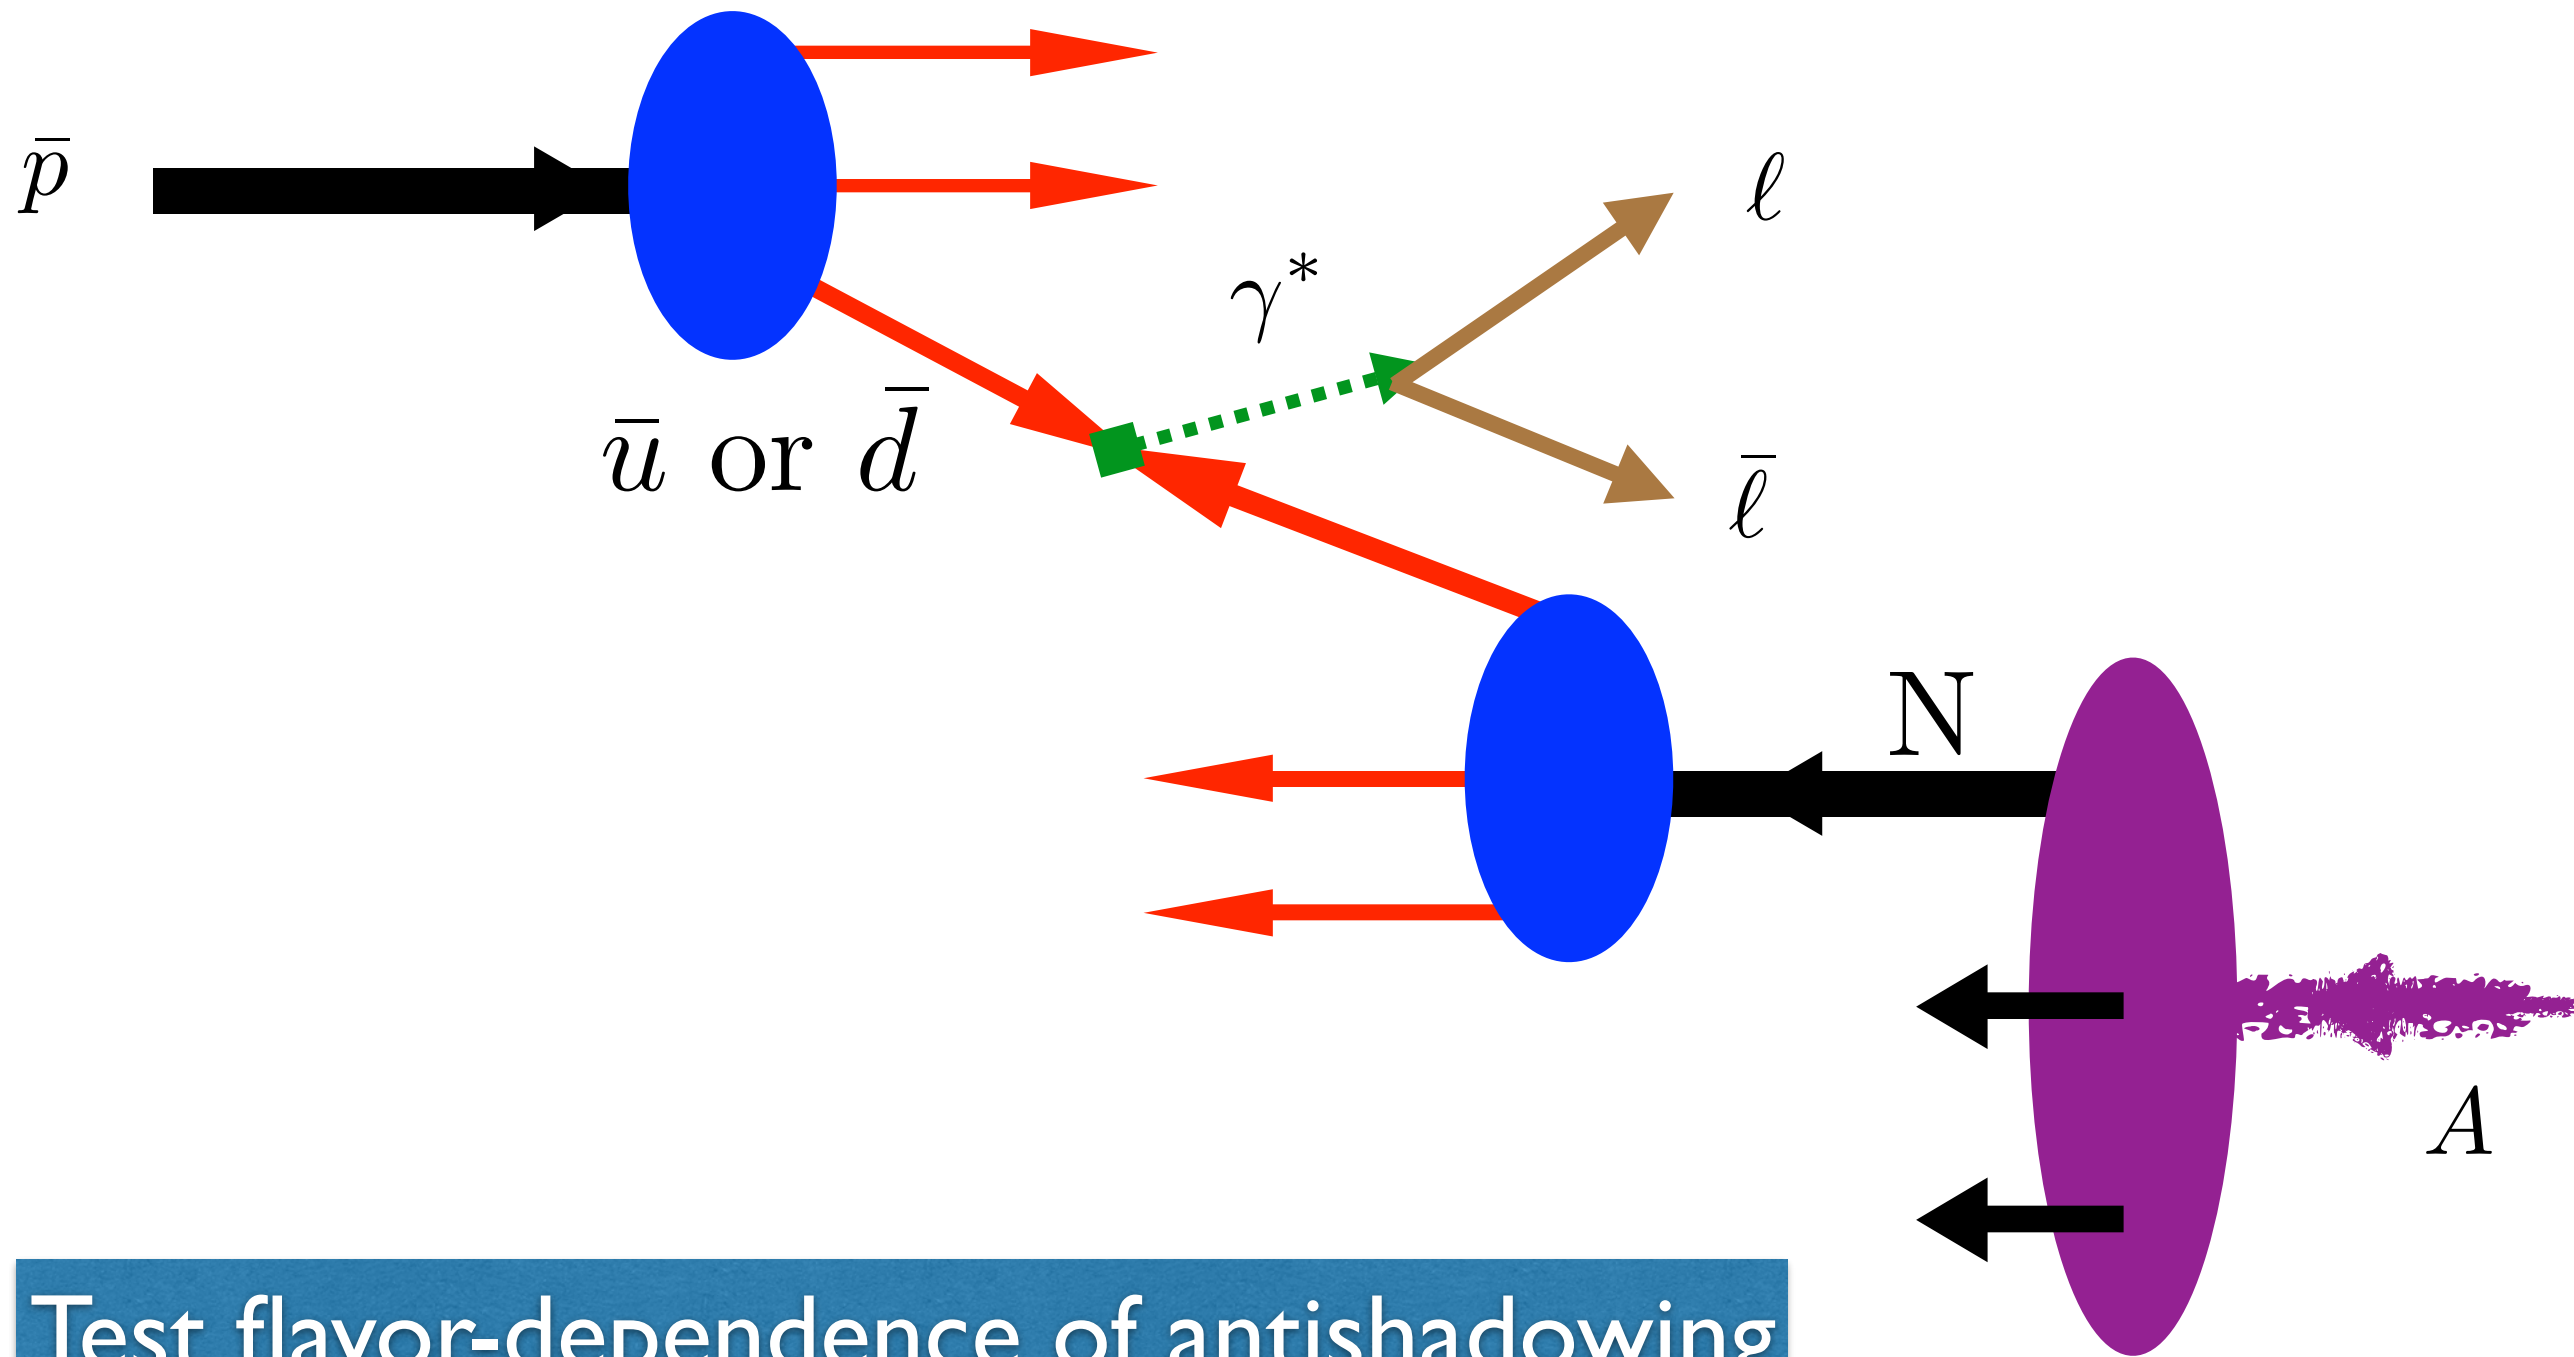 p̅
ℓ
γ*
u̅ or d̅
ℓ̅
N
A
Test flavor-dependence of antishadowing